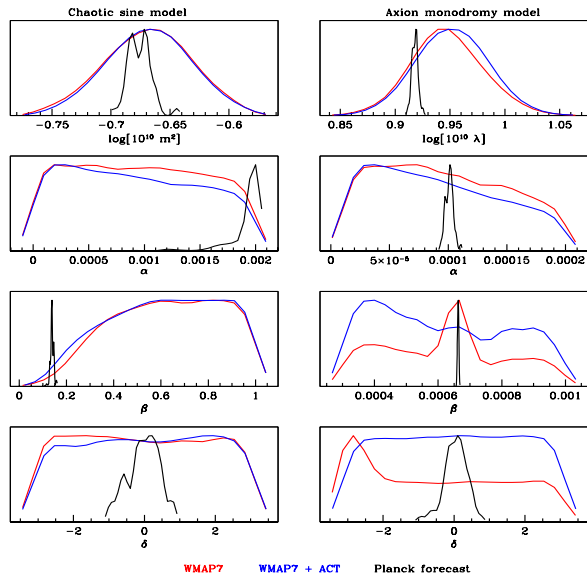 Chaotic sine model Axion monodromy model
−0.75 −0.7 −0.65 −0.6 0.85 0.9 0.95 1 1.05
log[10¹⁰ m²] log[10¹⁰ λ]
0 0.0005 0.001 0.0015 0.002 0 5×10⁻⁵ 0.0001 0.00015 0.0002
α α
0 0.2 0.4 0.6 0.8 1 0.0004 0.0006 0.0008 0.001
β β
−2 0 2 −2 0 2
δ δ
WMAP7 WMAP7 + ACT Planck forecast